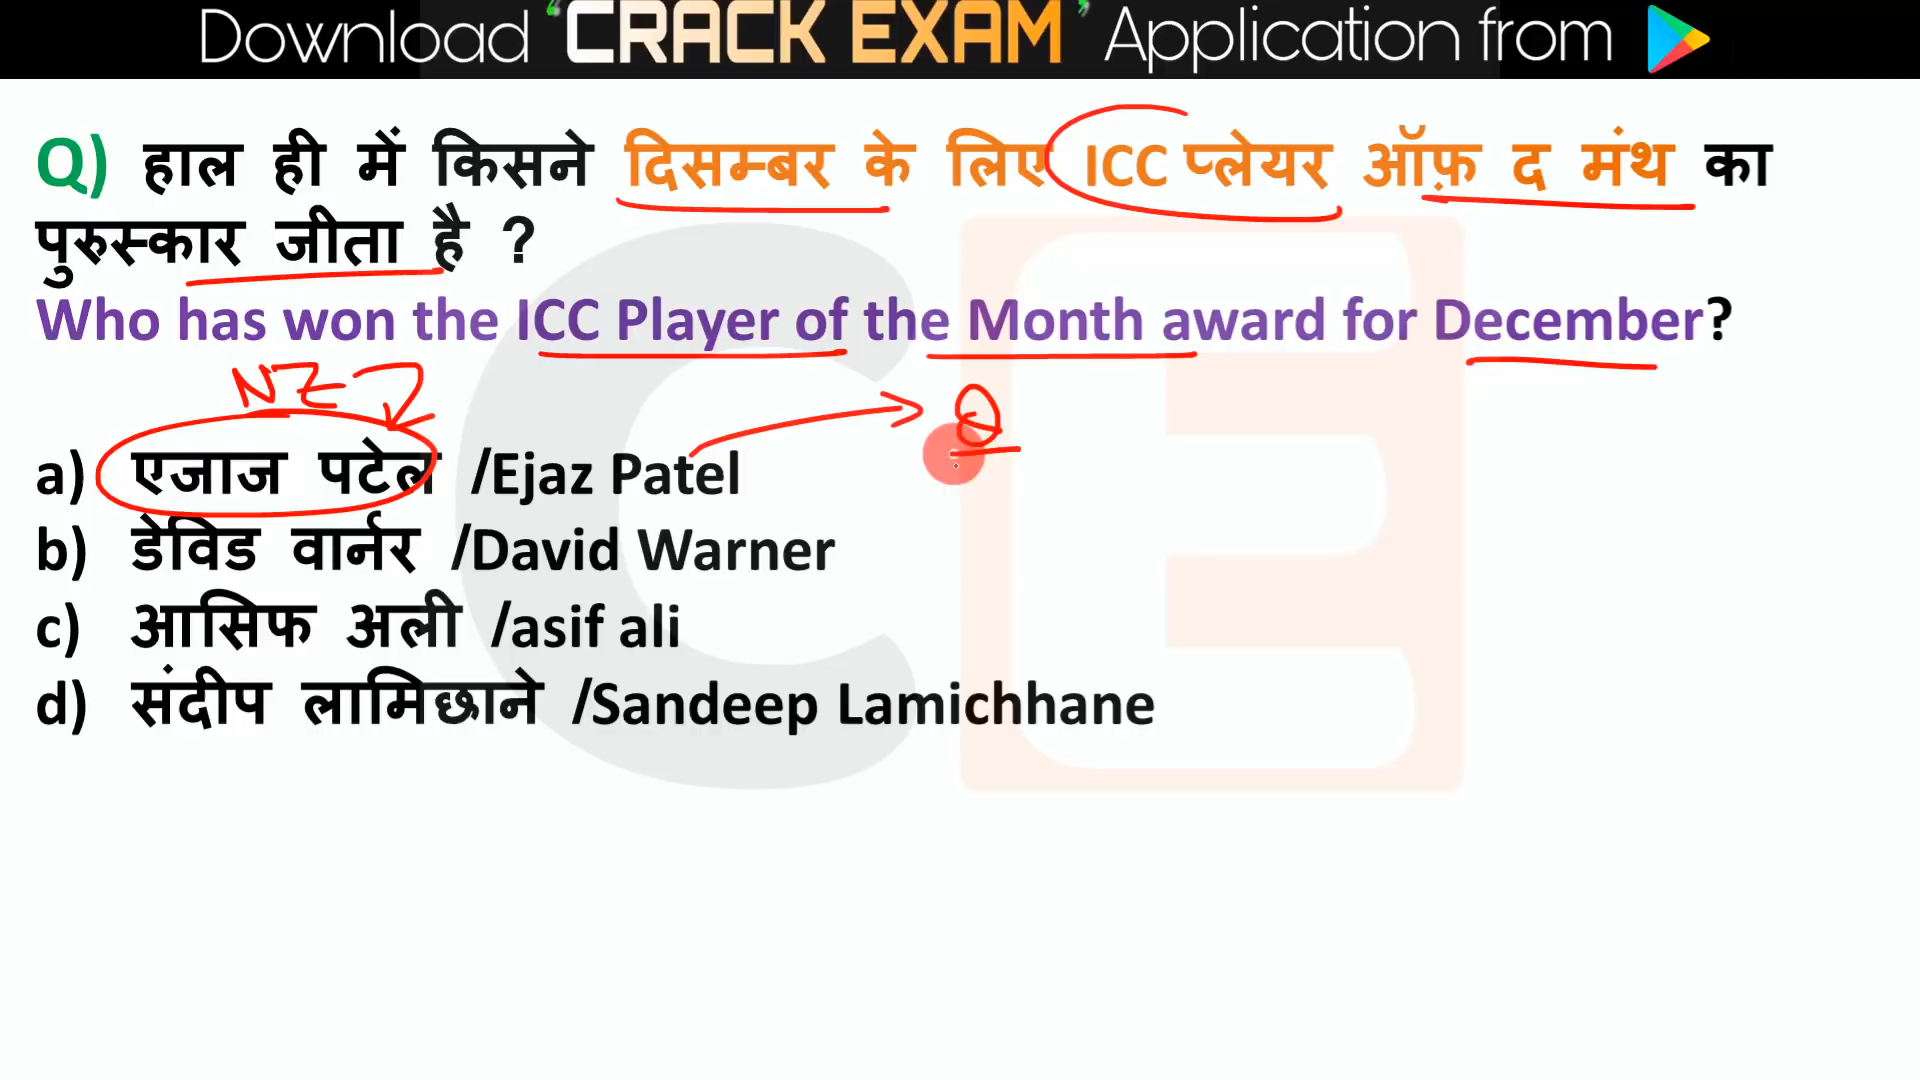 Download ‘CRACK EXAM’ Application from
Q) हाल ही में किसने दिसम्बर के लिए ICC प्लेयर ऑफ़ द मंथ का
पुरुस्कार जीता है ?
Who has won the ICC Player of the Month award for December?
NZ
a) एजाज पटेल /Ejaz Patel
b) डेविड वार्नर /David Warner
c) आसिफ अली /asif ali
d) संदीप लामिछाने /Sandeep Lamichhane
CE